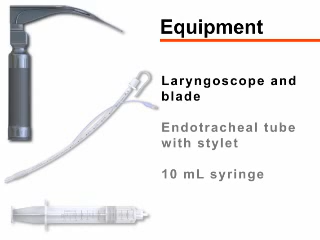 Equipment
Laryngoscope and
blade
Endotracheal tube
with stylet
10 mL syringe